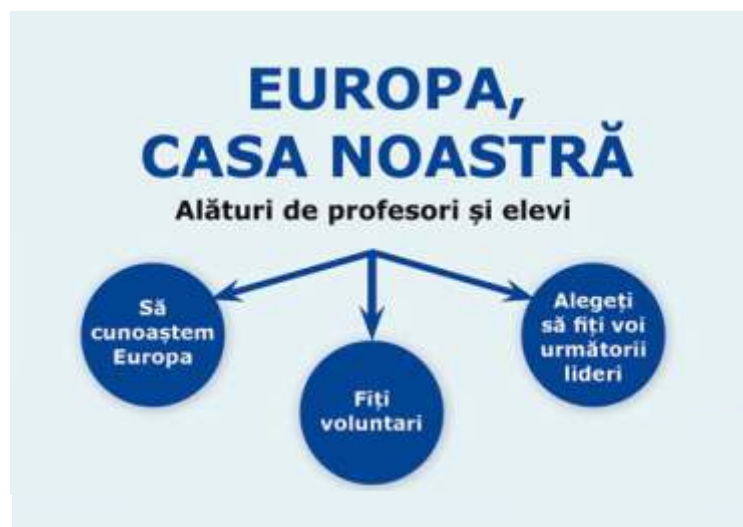 EUROPA,
CASA NOASTRĂ
Alături de profesori și elevi
Să
cunoaștem
Europa
Fiți
voluntari
Alegeți
să fiți voi
următorii
lideri